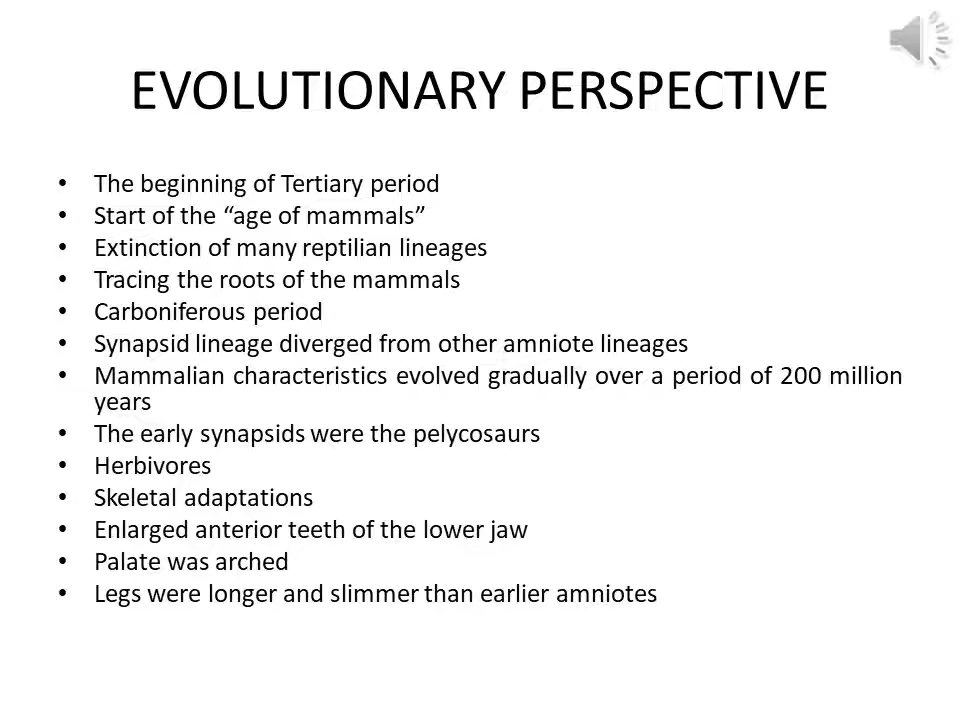 EVOLUTIONARY PERSPECTIVE
• The beginning of Tertiary period
• Start of the “age of mammals”
• Extinction of many reptilian lineages
• Tracing the roots of the mammals
• Carboniferous period
• Synapsid lineage diverged from other amniote lineages
• Mammalian characteristics evolved gradually over a period of 200 million
years
• The early synapsids were the pelycosaurs
• Herbivores
• Skeletal adaptations
• Enlarged anterior teeth of the lower jaw
• Palate was arched
• Legs were longer and slimmer than earlier amniotes